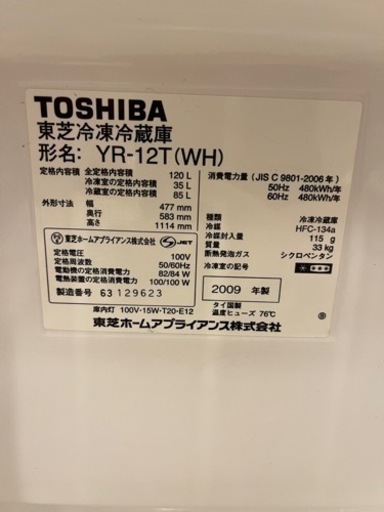 TOSHIBA
東芝冷凍冷蔵庫
形名: YR-12T(WH)
定格内容積 全定格内容積 120 L
冷凍室の定格内容積 35 L
冷蔵室の定格内容積 85 L
外形寸法 幅 477 mm
奥行 583 mm
高さ 1114 mm
東芝ホームアプライアンス株式会社 S JET
定格電圧 100V
定格周波数 50/60Hz
電動機の定格消費電力 82/84 W
電熱装置の定格消費電力 100/100 W
製造番号 63 129623
消費電力量 (JIS C 9801-2006年)
50Hz 480kWh/年
60Hz 480kWh/年
種類 冷凍冷蔵庫
冷媒 HFC-134a
冷媒封入量 115 g
質量 33 kg
断熱発泡ガス シクロペンタン
冷凍室の記号
2009 年製
タイ国製
庫内灯 100V·15W·T20·E12
温度ヒューズ 76℃
東芝ホームアプライアンス株式会社